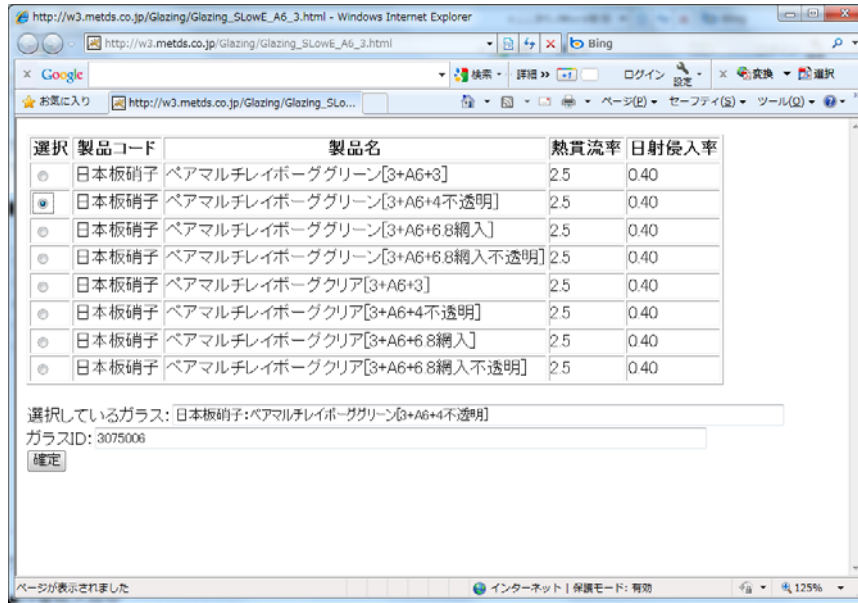 http://w3.metds.co.jp/Glazing/Glazing_SLowE_A6_3.html - Windows Internet Explorer
http://w3.metds.co.jp/Glazing/Glazing_SLowE_A6_3.html Bing
× Google 検索 詳細 >> ログイン 設定 × 変換 選択
お気に入り http://w3.metds.co.jp/Glazing/Glazing_SLo... ページ(P) セーフティ(S) ツール(O)
選択 製品コード 製品名 熱貫流率 日射侵入率
日本板硝子 ペアマルチレイボーググリーン[3+A6+3] 2.5 0.40
日本板硝子 ペアマルチレイボーググリーン[3+A6+4不透明] 2.5 0.40
日本板硝子 ペアマルチレイボーググリーン[3+A6+6.8網入] 2.5 0.40
日本板硝子 ペアマルチレイボーググリーン[3+A6+6.8網入不透明] 2.5 0.40
日本板硝子 ペアマルチレイボーグクリア[3+A6+3] 2.5 0.40
日本板硝子 ペアマルチレイボーグクリア[3+A6+4不透明] 2.5 0.40
日本板硝子 ペアマルチレイボーグクリア[3+A6+6.8網入] 2.5 0.40
日本板硝子 ペアマルチレイボーグクリア[3+A6+6.8網入不透明] 2.5 0.40
選択しているガラス: 日本板硝子:ペアマルチレイボーググリーン[3+A6+4不透明]
ガラスID: 3075006
確定
ページが表示されました インターネット | 保護モード: 有効 125%